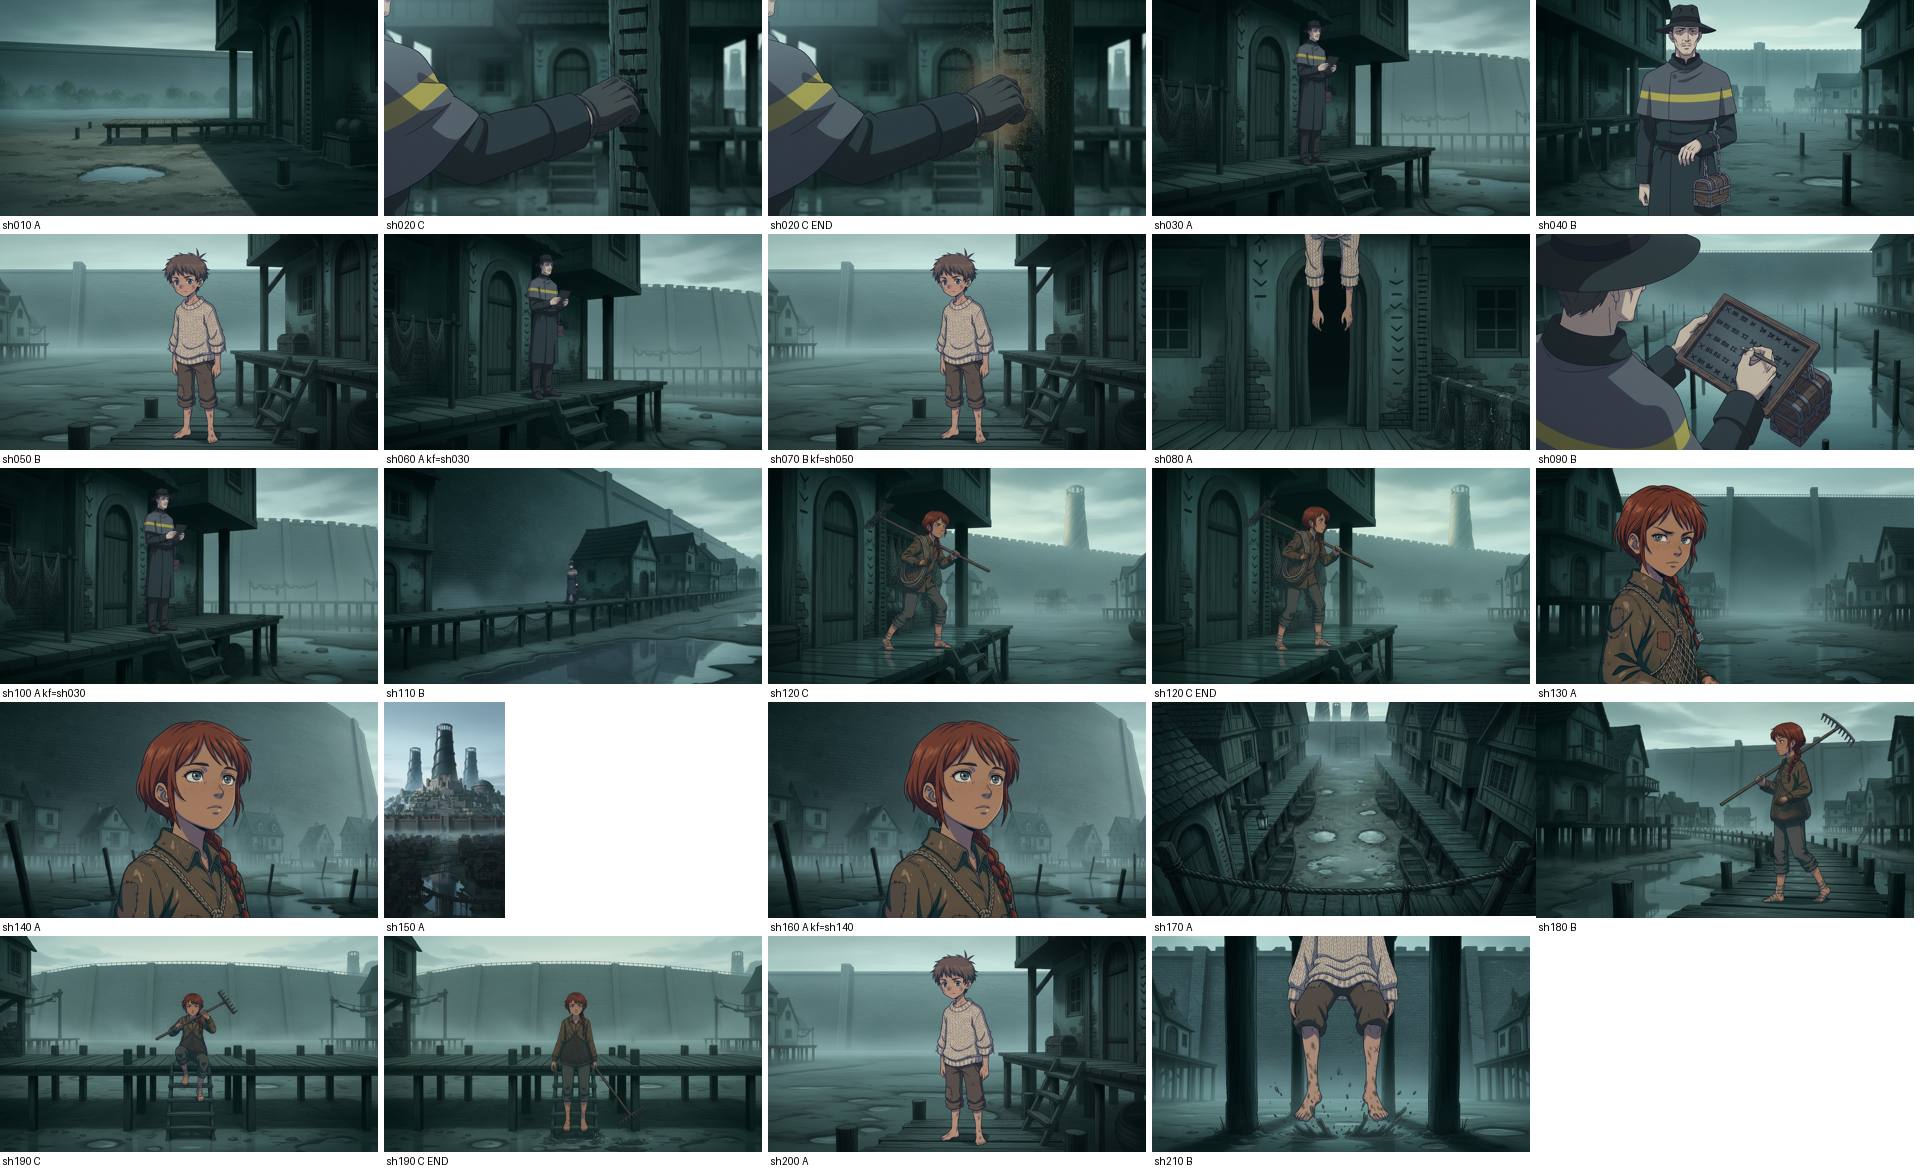 sh010 A
sh020 C
sh020 C END
sh030 A
sh040 B
sh050 B
sh060 A kf=sh030
sh070 B kf=sh050
sh080 A
sh090 B
sh100 A kf=sh030
sh110 B
sh120 C
sh120 C END
sh130 A
sh140 A
sh150 A
sh160 A kf=sh140
sh170 A
sh180 B
sh190 C
sh190 C END
sh200 A
sh210 B